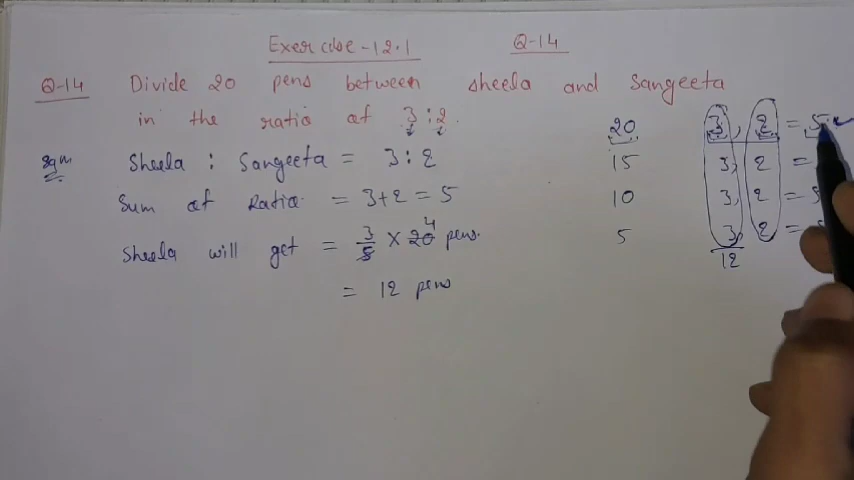 Exercise-12.1 Q-14
Q-14 Divide 20 pens between sheela and Sangeeta
in the ratio of 3:2.
Sheela : Sangeeta = 3:2
Sum of Ratio = 3+2 = 5
Sheela will get = 3/5 × 20 4 pens.
= 12 pens
20 3, 2 = 5
15 3, 2 =
10 3, 2 = 5
5 3, 2 =
12